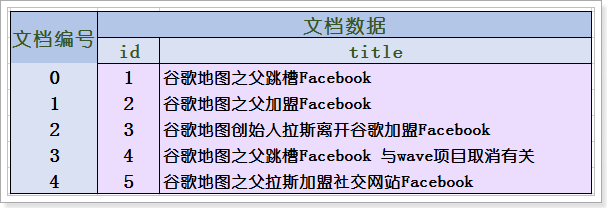 文档编号 文档数据
id title
0 1 谷歌地图之父跳槽Facebook
1 2 谷歌地图之父加盟Facebook
2 3 谷歌地图创始人拉斯离开谷歌加盟Facebook
3 4 谷歌地图之父跳槽Facebook 与wave项目取消有关
4 5 谷歌地图之父拉斯加盟社交网站Facebook